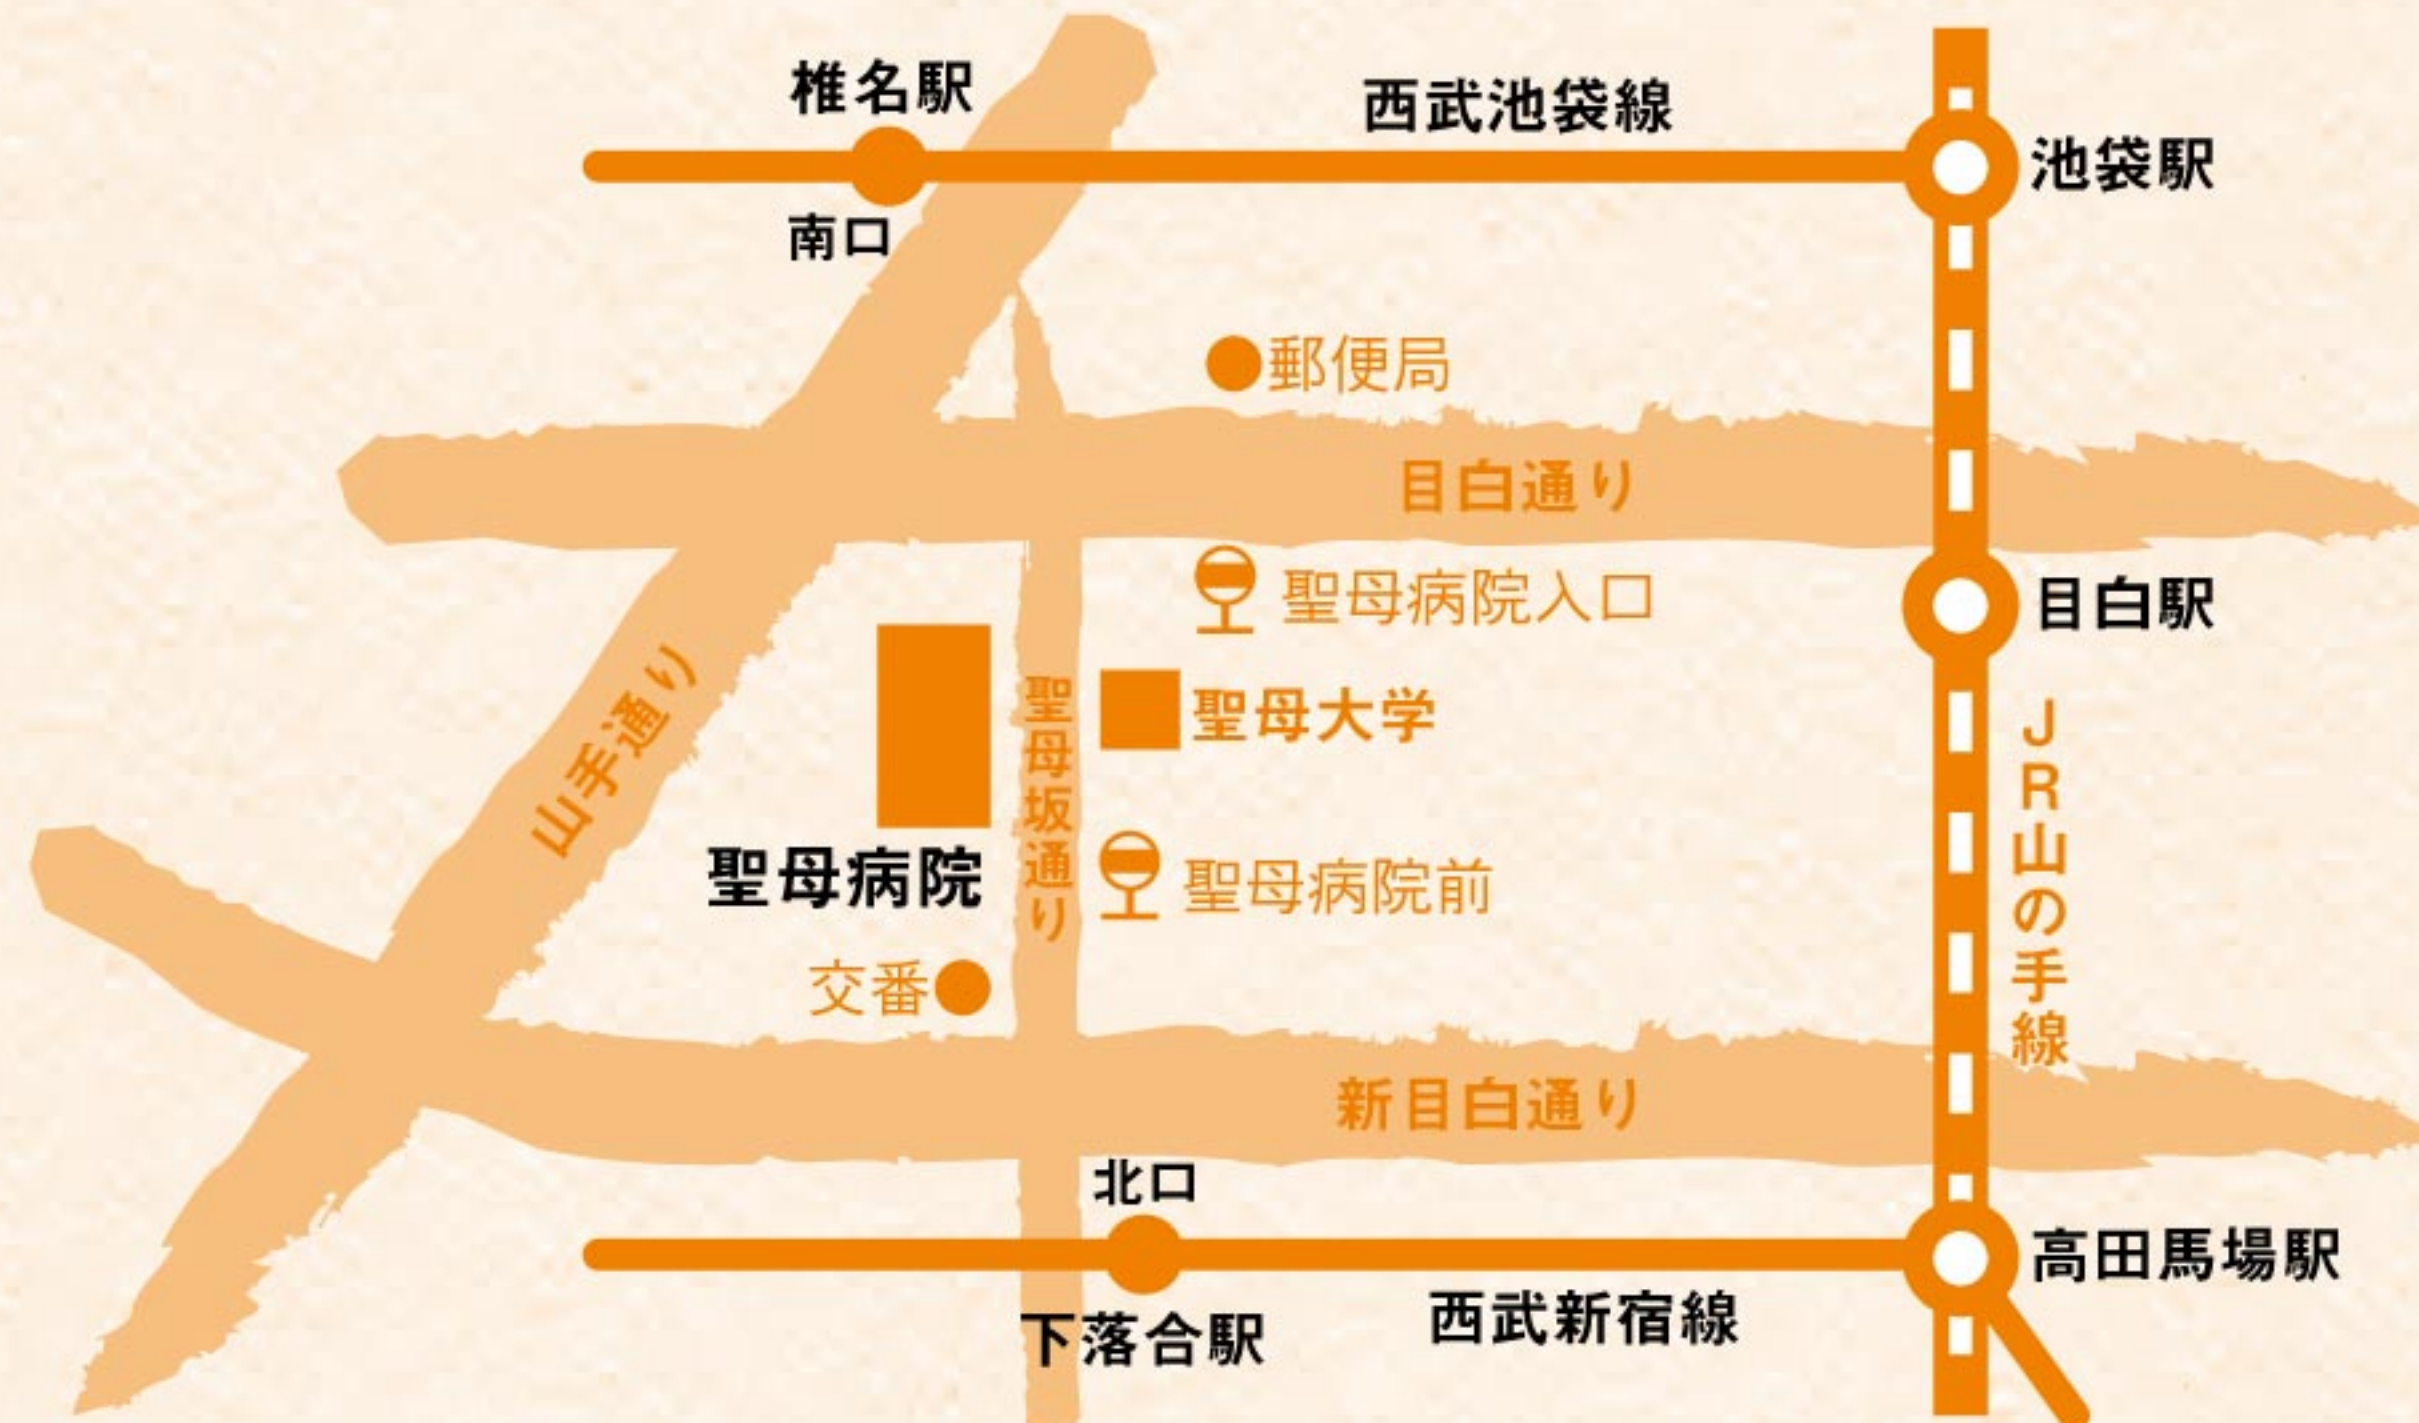 椎名駅
西武池袋線
池袋駅
南口
郵便局
目白通り
聖母病院入口
目白駅
山手通り
聖母坂通り
聖母大学
JR山の手線
聖母病院
聖母病院前
交番
新目白通り
北口
高田馬場駅
下落合駅
西武新宿線